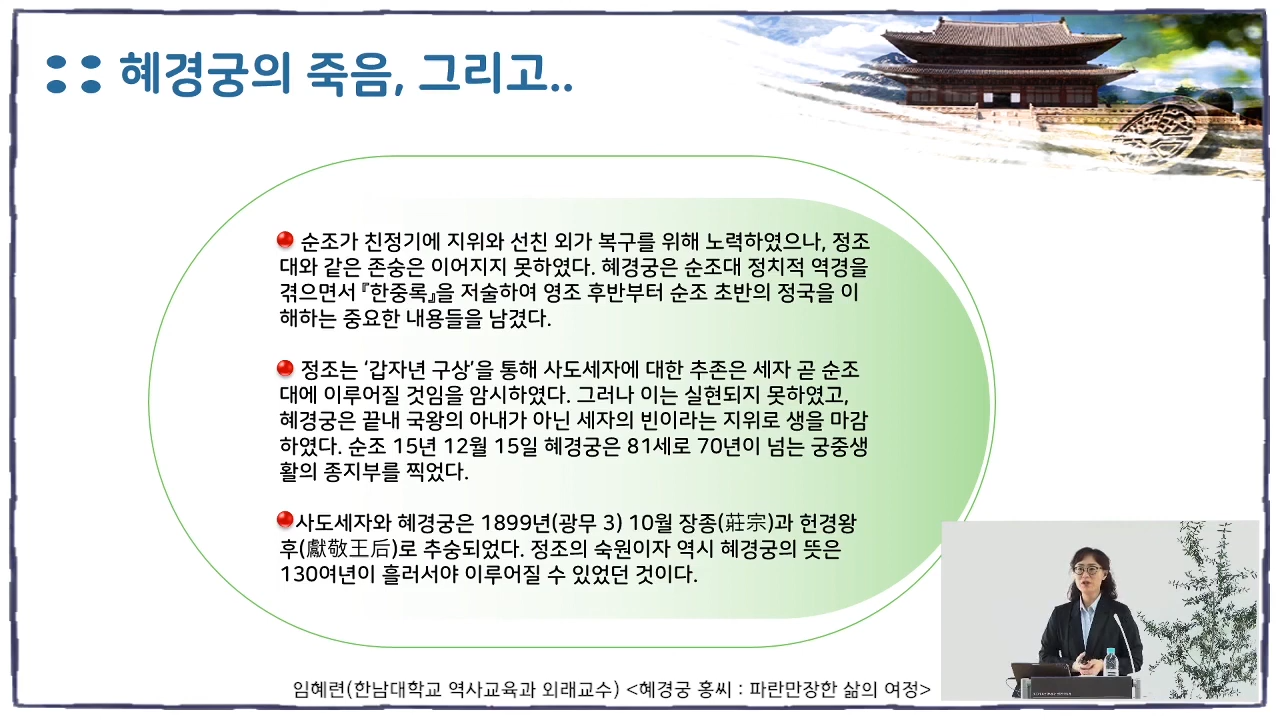 혜경궁의 죽음, 그리고..
순조가 친정기에 지위와 선친 외가 복구를 위해 노력하였으나, 정조
대와 같은 존숭은 이어지지 못하였다. 혜경궁은 순조대 정치적 역경을
겪으면서 『한중록』을 저술하여 영조 후반부터 순조 초반의 정국을 이
해하는 중요한 내용들을 남겼다.
정조는 ‘갑자년 구상’을 통해 사도세자에 대한 추존은 세자 곧 순조
대에 이루어질 것임을 암시하였다. 그러나 이는 실현되지 못하였고,
혜경궁은 끝내 국왕의 아내가 아닌 세자의 빈이라는 지위로 생을 마감
하였다. 순조 15년 12월 15일 혜경궁은 81세로 70년이 넘는 궁중생
활의 종지부를 찍었다.
사도세자와 혜경궁은 1899년(광무 3) 10월 장종(莊宗)과 헌경왕
후(獻敬王后)로 추숭되었다. 정조의 숙원이자 역시 혜경궁의 뜻은
130여년이 흘러서야 이루어질 수 있었던 것이다.
임혜련(한남대학교 역사교육과 외래교수) <혜경궁 홍씨 : 파란만장한 삶의 여정>